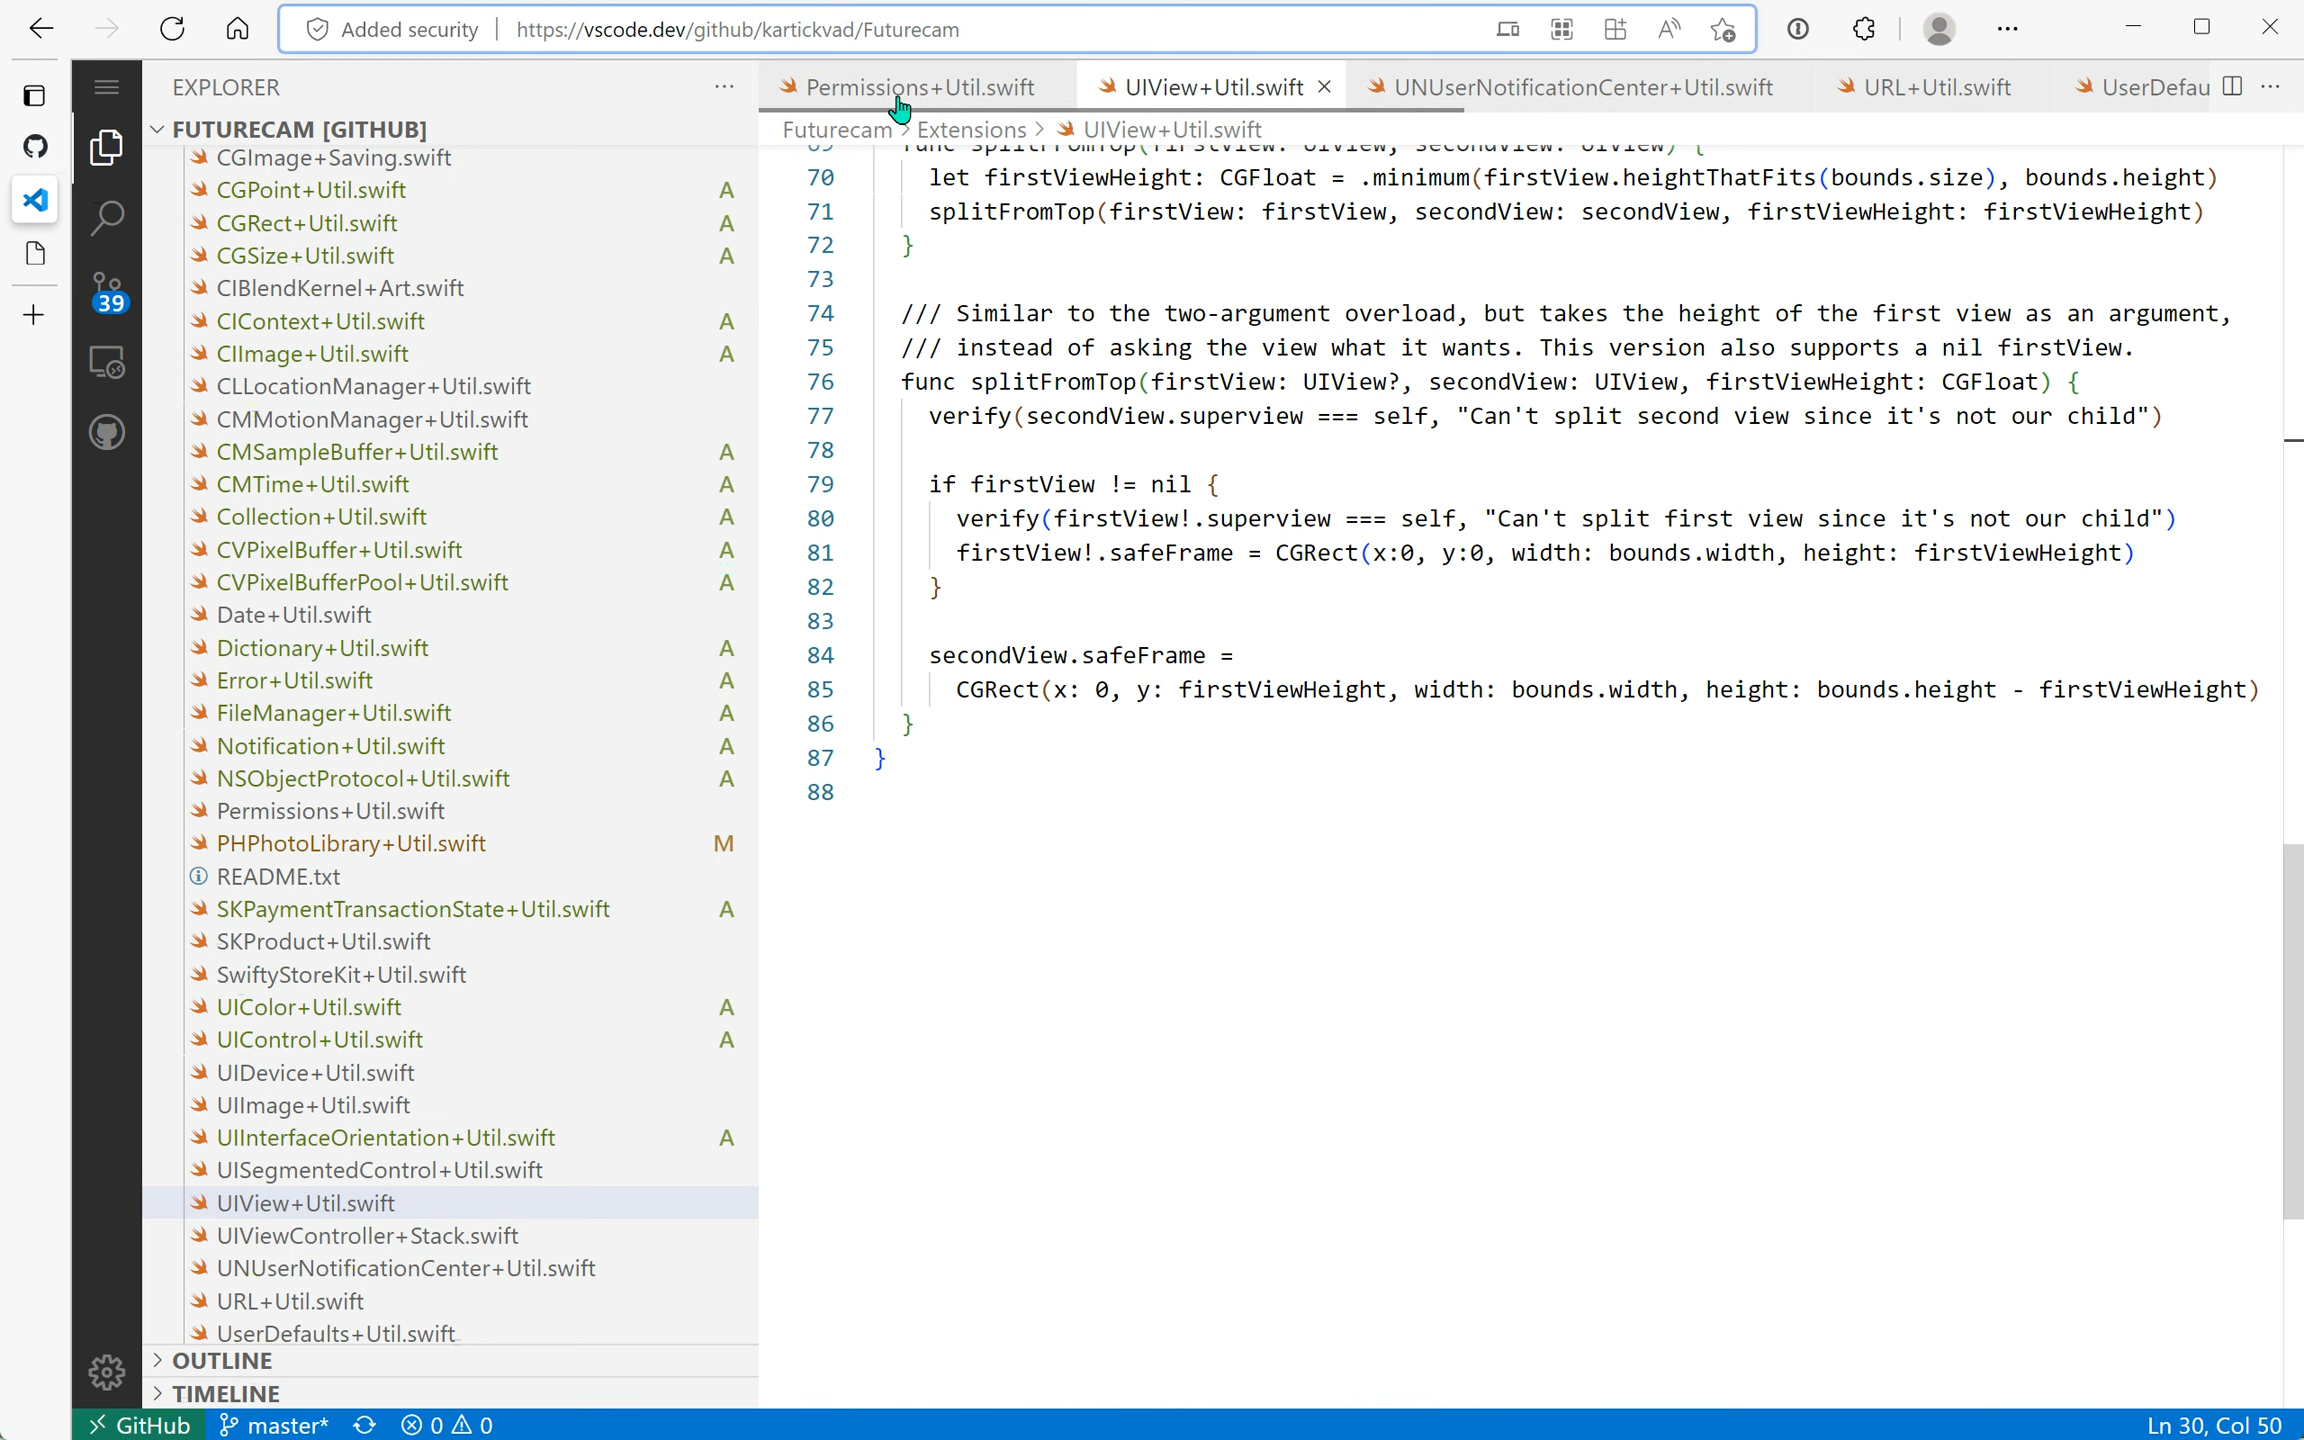 Added security
https://vscode.dev/github/kartickvad/Futurecam
EXPLORER
FUTURECAM [GITHUB]
CGImage+Saving.swift
CGPoint+Util.swift A
CGRect+Util.swift A
CGSize+Util.swift A
CIBlendKernel+Art.swift
CIContext+Util.swift A
CIImage+Util.swift A
CLLocationManager+Util.swift
CMMotionManager+Util.swift
CMSampleBuffer+Util.swift A
CMTime+Util.swift A
Collection+Util.swift A
CVPixelBuffer+Util.swift A
CVPixelBufferPool+Util.swift A
Date+Util.swift
Dictionary+Util.swift A
Error+Util.swift A
FileManager+Util.swift A
Notification+Util.swift A
NSObjectProtocol+Util.swift A
Permissions+Util.swift
PHPhotoLibrary+Util.swift M
README.txt
SKPaymentTransactionState+Util.swift A
SKProduct+Util.swift
SwiftyStoreKit+Util.swift
UIColor+Util.swift A
UIControl+Util.swift A
UIDevice+Util.swift
UIImage+Util.swift
UIInterfaceOrientation+Util.swift A
UISegmentedControl+Util.swift
UIView+Util.swift
UIViewController+Stack.swift
UNUserNotificationCenter+Util.swift
URL+Util.swift
UserDefaults+Util.swift
OUTLINE
TIMELINE
39
Permissions+Util.swift
UIView+Util.swift
UNUserNotificationCenter+Util.swift
URL+Util.swift
UserDefau
Futurecam > Extensions > UIView+Util.swift
69 func splitFromTop(firstView: UIView, secondView: UIView) {
70 let firstViewHeight: CGFloat = .minimum(firstView.heightThatFits(bounds.size), bounds.height)
71 splitFromTop(firstView: firstView, secondView: secondView, firstViewHeight: firstViewHeight)
72 }
73
74 /// Similar to the two-argument overload, but takes the height of the first view as an argument,
75 /// instead of asking the view what it wants. This version also supports a nil firstView.
76 func splitFromTop(firstView: UIView?, secondView: UIView, firstViewHeight: CGFloat) {
77 verify(secondView.superview === self, "Can't split second view since it's not our child")
78
79 if firstView != nil {
80 verify(firstView!.superview === self, "Can't split first view since it's not our child")
81 firstView!.safeFrame = CGRect(x:0, y:0, width: bounds.width, height: firstViewHeight)
82 }
83
84 secondView.safeFrame =
85 CGRect(x: 0, y: firstViewHeight, width: bounds.width, height: bounds.height - firstViewHeight)
86 }
87 }
88
GitHub
master*
0
0
Ln 30, Col 50